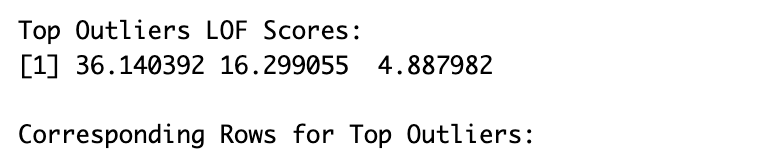 Top Outliers LOF Scores:
[1] 36.140392 16.299055  4.887982
Corresponding Rows for Top Outliers: